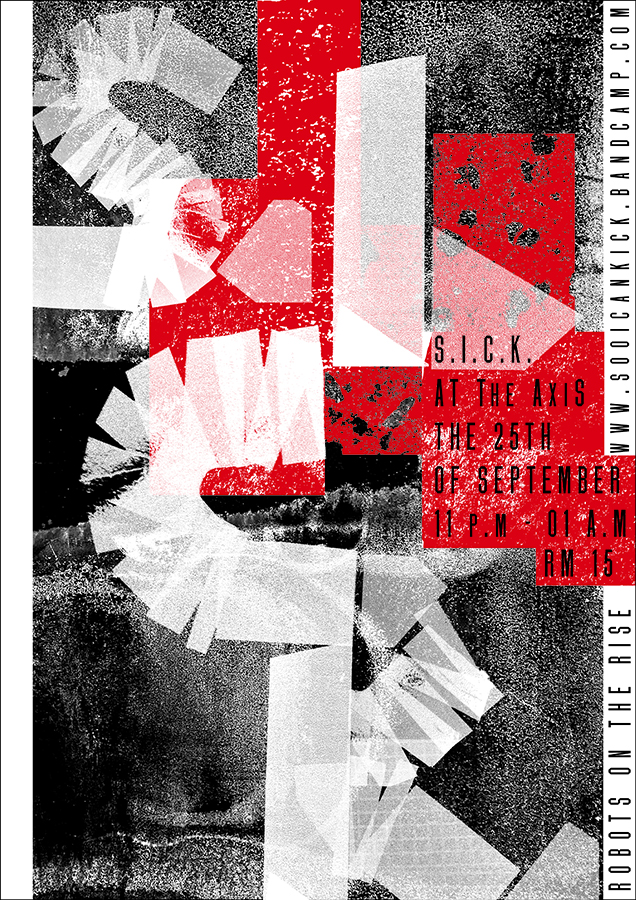 S.I.C.K.
AT THE AXIS
THE 25TH
OF SEPTEMBER
11 P.M - 01 A.M
RM 15
WWW.SOOICANKICK.BANDCAMP.COM
ROBOTS ON THE RISE